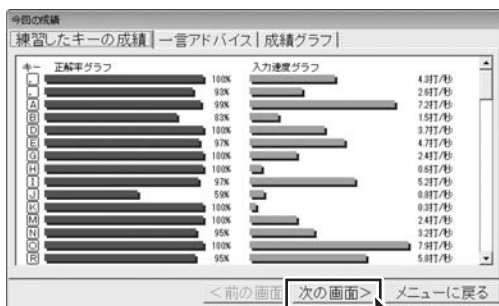 今回の成績
練習したキーの成績 一言アドバイス 成績グラフ
キー 正解率グラフ 入力速度グラフ
100% 4.3打/秒
93% 2.6打/秒
A 99% 7.2打/秒
B 83% 1.5打/秒
D 100% 3.7打/秒
E 97% 4.7打/秒
G 100% 2.4打/秒
H 100% 0.6打/秒
I 97% 5.2打/秒
J 59% 0.8打/秒
K 100% 0.3打/秒
M 100% 2.4打/秒
N 95% 3.2打/秒
O 100% 7.9打/秒
R 95% 5.8打/秒
<前の画面 次の画面> メニューに戻る